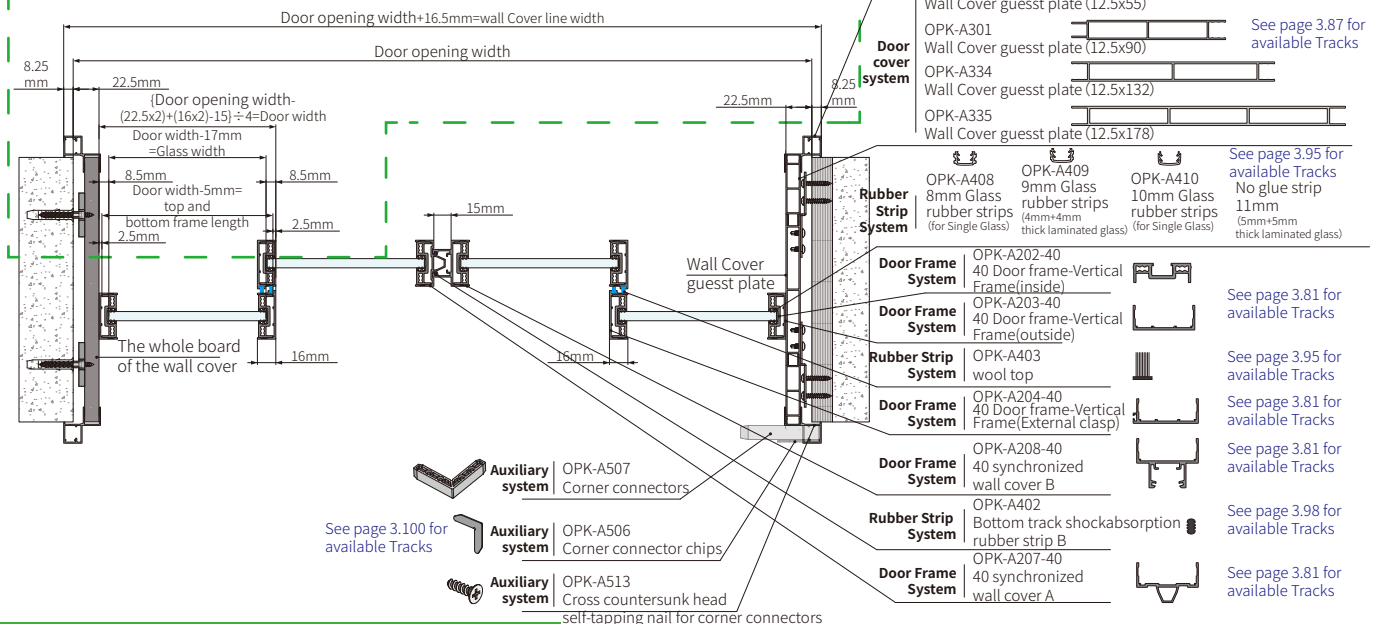 Door opening width+16.5mm=wall Cover line width
Door opening width
8.25
mm
22.5mm
{Door opening width-
(22.5x2)+(16x2)-15}÷4=Door width
Door width-17mm
=Glass width
8.5mm
8.5mm
Door width-5mm=
top and
bottom frame length
2.5mm
2.5mm
15mm
22.5mm
8.25
mm
Wall Cover
guesst plate
The whole board
of the wall cover
16mm
16mm
Door
cover
system
Wall Cover guesst plate (12.5x55)
OPK-A301
Wall Cover guesst plate (12.5x90)
OPK-A334
Wall Cover guesst plate (12.5x132)
OPK-A335
Wall Cover guesst plate (12.5x178)
See page 3.87 for
available Tracks
Rubber
Strip
System
OPK-A408
8mm Glass
rubber strips
(for Single Glass)
OPK-A409
9mm Glass
rubber strips
(4mm+4mm
thick laminated glass)
OPK-A410
10mm Glass
rubber strips
(for Single Glass)
See page 3.95 for
available Tracks
No glue strip
11mm
(5mm+5mm
thick laminated glass)
Door Frame
System
OPK-A202-40
40 Door frame-Vertical
Frame(inside)
Door Frame
System
OPK-A203-40
40 Door frame-Vertical
Frame(outside)
See page 3.81 for
available Tracks
Rubber Strip
System
OPK-A403
wool top
See page 3.95 for
available Tracks
Door Frame
System
OPK-A204-40
40 Door frame-Vertical
Frame(External clasp)
See page 3.81 for
available Tracks
Door Frame
System
OPK-A208-40
40 synchronized
wall cover B
See page 3.81 for
available Tracks
Rubber Strip
System
OPK-A402
Bottom track shockabsorption
rubber strip B
See page 3.98 for
available Tracks
Door Frame
System
OPK-A207-40
40 synchronized
wall cover A
See page 3.81 for
available Tracks
Auxiliary
system
OPK-A507
Corner connectors
See page 3.100 for
available Tracks
Auxiliary
system
OPK-A506
Corner connector chips
Auxiliary
system
OPK-A513
Cross countersunk head
self-tapping nail for corner connectors